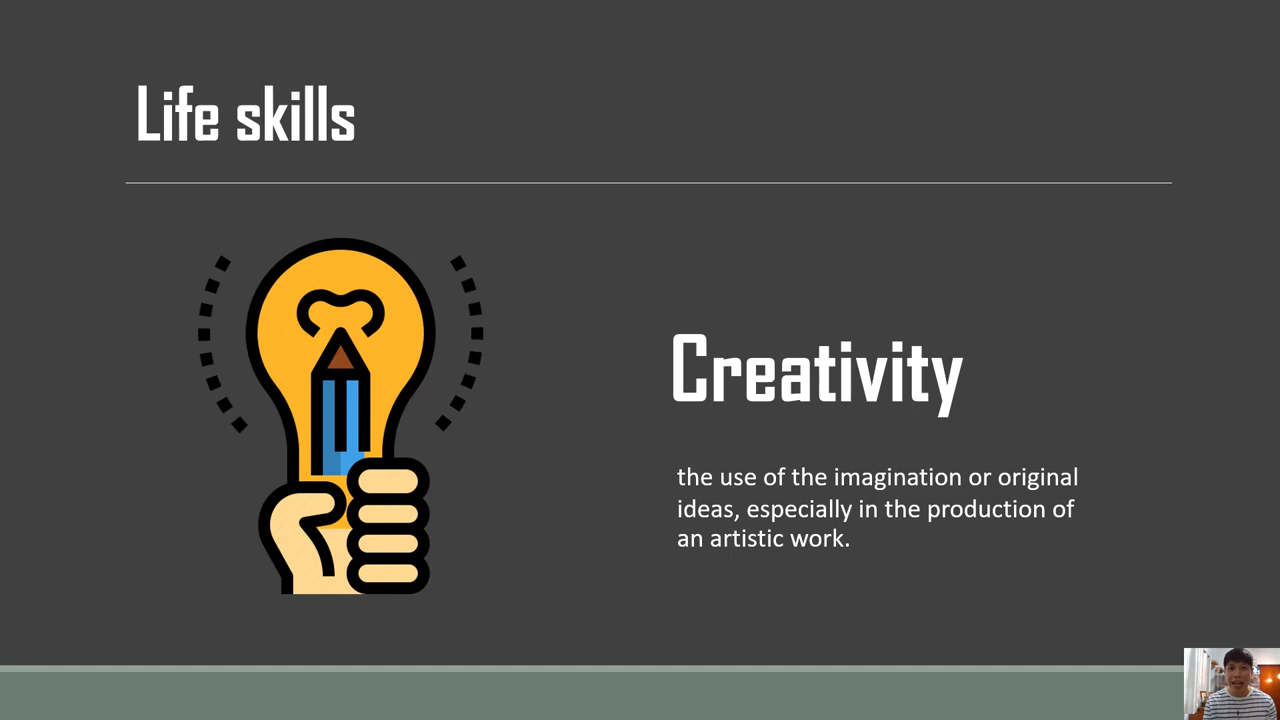 Life skills
Creativity
the use of the imagination or original
ideas, especially in the production of
an artistic work.